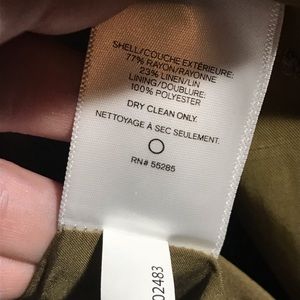 SHELL/COUCHE EXTÉRIEURE:
77% RAYON/RAYONNE
23% LINEN/LIN
LINING/DOUBLURE:
100% POLYESTER
DRY CLEAN ONLY.
NETTOYAGE À SEC SEULEMENT.
RN# 55285
02483